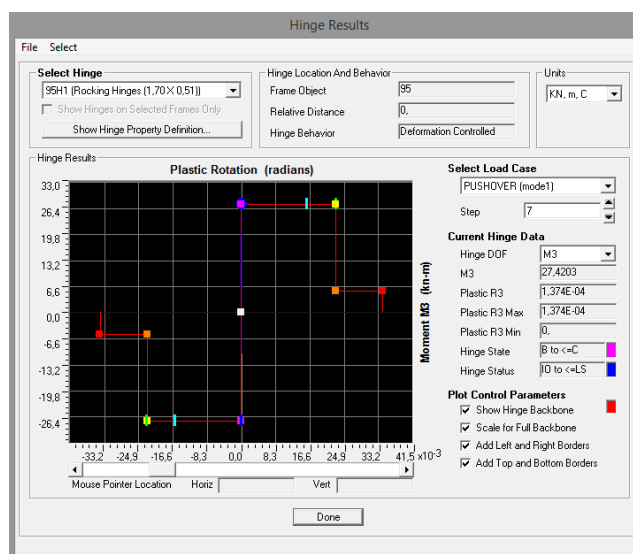 Hinge Results
File Select
Select Hinge
95H1 (Rocking Hinges (1,70X 0,51))
Show Hinges on Selected Frames Only
Show Hinge Property Definition...
Hinge Location And Behavior
Frame Object 95
Relative Distance 0,
Hinge Behavior Deformation Controlled
Units
KN, m, C
Hinge Results
Plastic Rotation (radians)
33,0
26,4
19,8
13,2
6,6
0,0
-6,6
-13,2
-19,8
-26,4
Moment M3 (kn-m)
-33,2 -24,9 -16,6 -8,3 0,0 8,3 16,6 24,9 33,2 41,5 x10 -3
Mouse Pointer Location Horiz Vert
Select Load Case
PUSHOVER (mode1)
Step 7
Current Hinge Data
Hinge DOF M3
M3 27,4203
Plastic R3 1,374E-04
Plastic R3 Max 1,374E-04
Plastic R3 Min 0,
Hinge State B to <=C
Hinge Status IO to <=LS
Plot Control Parameters
Show Hinge Backbone
Scale for Full Backbone
Add Left and Right Borders
Add Top and Bottom Borders
Done